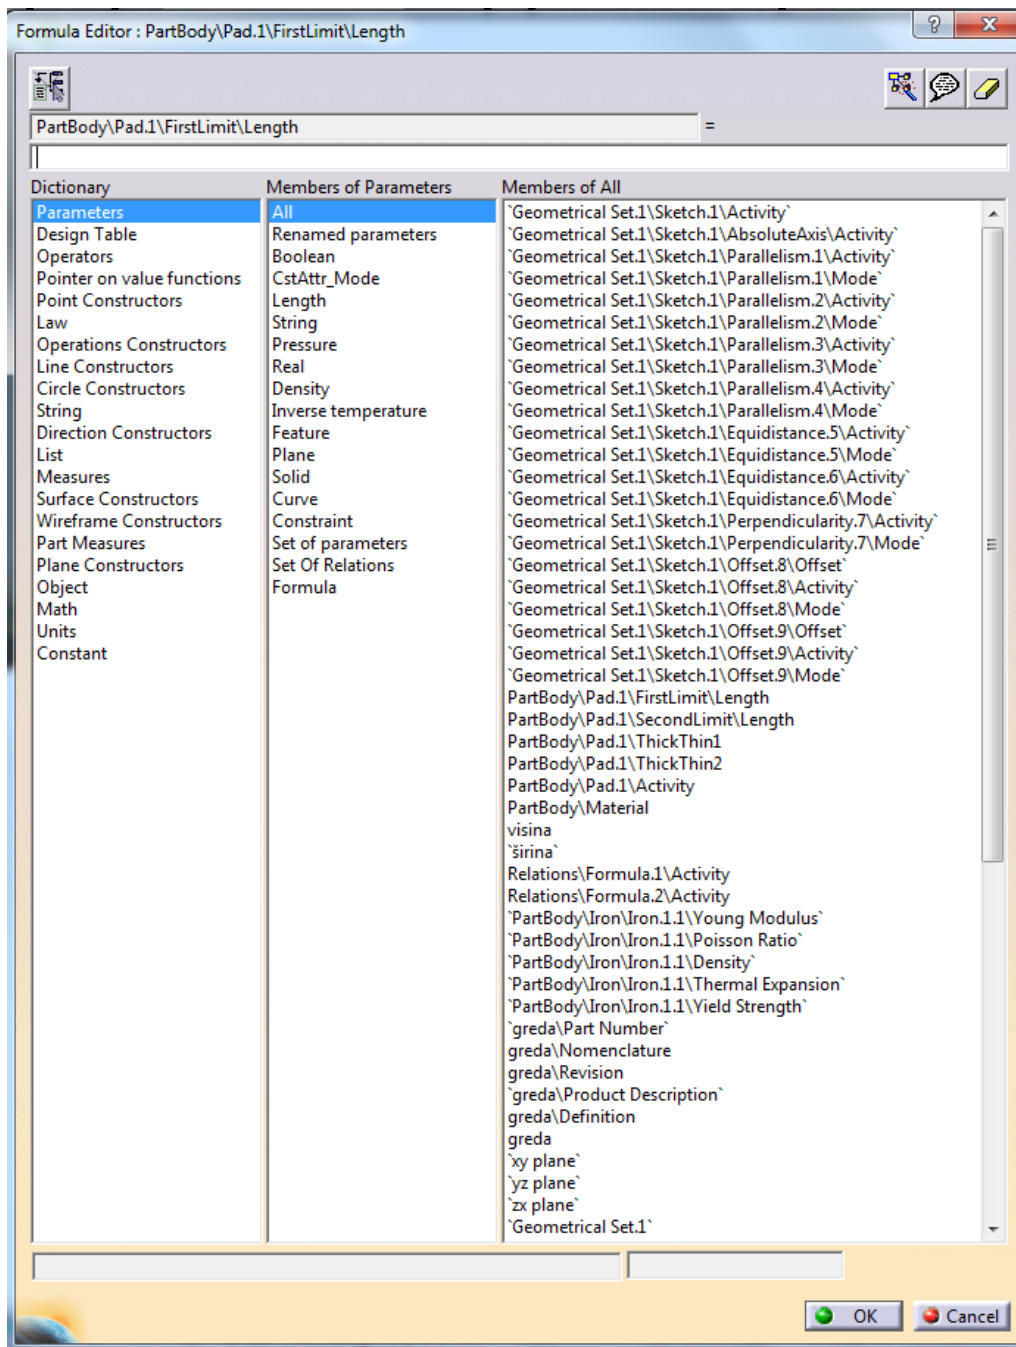 Formula Editor : PartBody\Pad.1\FirstLimit\Length
PartBody\Pad.1\FirstLimit\Length =
Dictionary
Parameters
Design Table
Operators
Pointer on value functions
Point Constructors
Law
Operations Constructors
Line Constructors
Circle Constructors
String
Direction Constructors
List
Measures
Surface Constructors
Wireframe Constructors
Part Measures
Plane Constructors
Object
Math
Units
Constant
Members of Parameters
All
Renamed parameters
Boolean
CstAttr_Mode
Length
String
Pressure
Real
Density
Inverse temperature
Feature
Plane
Solid
Curve
Constraint
Set of parameters
Set Of Relations
Formula
Members of All
`Geometrical Set.1\Sketch.1\Activity`
`Geometrical Set.1\Sketch.1\AbsoluteAxis\Activity`
`Geometrical Set.1\Sketch.1\Parallelism.1\Activity`
`Geometrical Set.1\Sketch.1\Parallelism.1\Mode`
`Geometrical Set.1\Sketch.1\Parallelism.2\Activity`
`Geometrical Set.1\Sketch.1\Parallelism.2\Mode`
`Geometrical Set.1\Sketch.1\Parallelism.3\Activity`
`Geometrical Set.1\Sketch.1\Parallelism.3\Mode`
`Geometrical Set.1\Sketch.1\Parallelism.4\Activity`
`Geometrical Set.1\Sketch.1\Parallelism.4\Mode`
`Geometrical Set.1\Sketch.1\Equidistance.5\Activity`
`Geometrical Set.1\Sketch.1\Equidistance.5\Mode`
`Geometrical Set.1\Sketch.1\Equidistance.6\Activity`
`Geometrical Set.1\Sketch.1\Equidistance.6\Mode`
`Geometrical Set.1\Sketch.1\Perpendicularity.7\Activity`
`Geometrical Set.1\Sketch.1\Perpendicularity.7\Mode`
`Geometrical Set.1\Sketch.1\Offset.8\Offset`
`Geometrical Set.1\Sketch.1\Offset.8\Activity`
`Geometrical Set.1\Sketch.1\Offset.8\Mode`
`Geometrical Set.1\Sketch.1\Offset.9\Offset`
`Geometrical Set.1\Sketch.1\Offset.9\Activity`
`Geometrical Set.1\Sketch.1\Offset.9\Mode`
PartBody\Pad.1\FirstLimit\Length
PartBody\Pad.1\SecondLimit\Length
PartBody\Pad.1\ThickThin1
PartBody\Pad.1\ThickThin2
PartBody\Pad.1\Activity
PartBody\Material
visina
`širina`
Relations\Formula.1\Activity
Relations\Formula.2\Activity
`PartBody\Iron\Iron.1.1\Young Modulus`
`PartBody\Iron\Iron.1.1\Poisson Ratio`
`PartBody\Iron\Iron.1.1\Density`
`PartBody\Iron\Iron.1.1\Thermal Expansion`
`PartBody\Iron\Iron.1.1\Yield Strength`
`greda\Part Number`
greda\Nomenclature
greda\Revision
`greda\Product Description`
greda\Definition
greda
`xy plane`
`yz plane`
`zx plane`
`Geometrical Set.1`
OK
Cancel